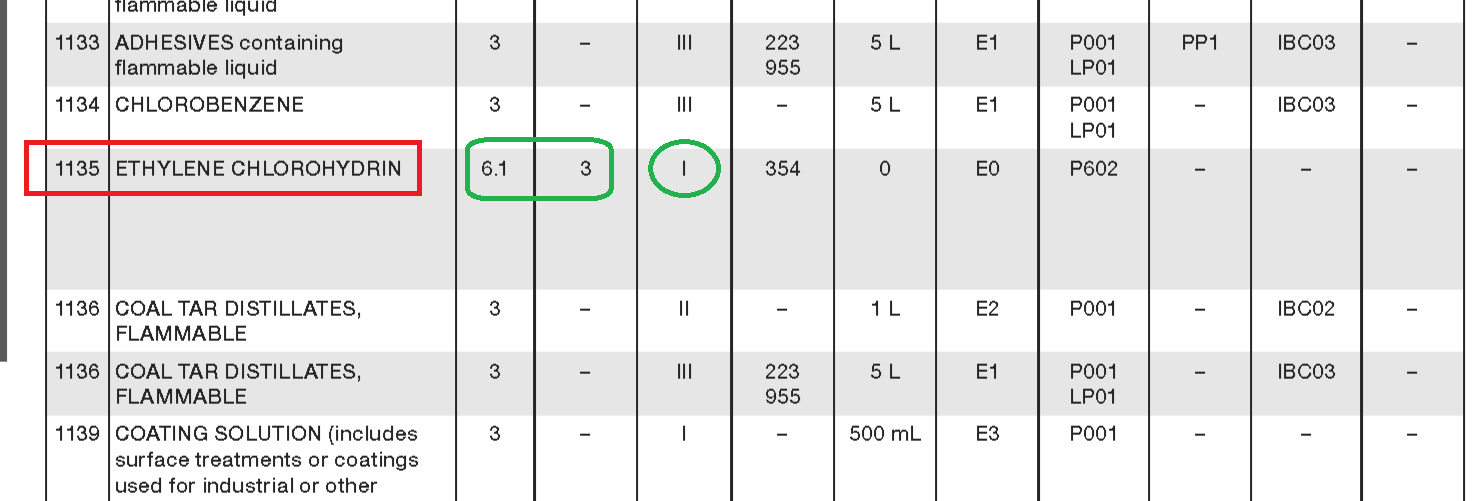 flammable liquid
1133 ADHESIVES containing 3 – III 223 5 L E1 P001 PP1 IBC03 –
flammable liquid 955 LP01
1134 CHLOROBENZENE 3 – III – 5 L E1 P001 – IBC03 –
LP01
1135 ETHYLENE CHLOROHYDRIN 6.1 3 I 354 0 E0 P602 – – –
1136 COAL TAR DISTILLATES, 3 – II – 1 L E2 P001 – IBC02 –
FLAMMABLE
1136 COAL TAR DISTILLATES, 3 – III 223 5 L E1 P001 – IBC03 –
FLAMMABLE 955 LP01
1139 COATING SOLUTION (includes 3 – I – 500 mL E3 P001 – – –
surface treatments or coatings
used for industrial or other